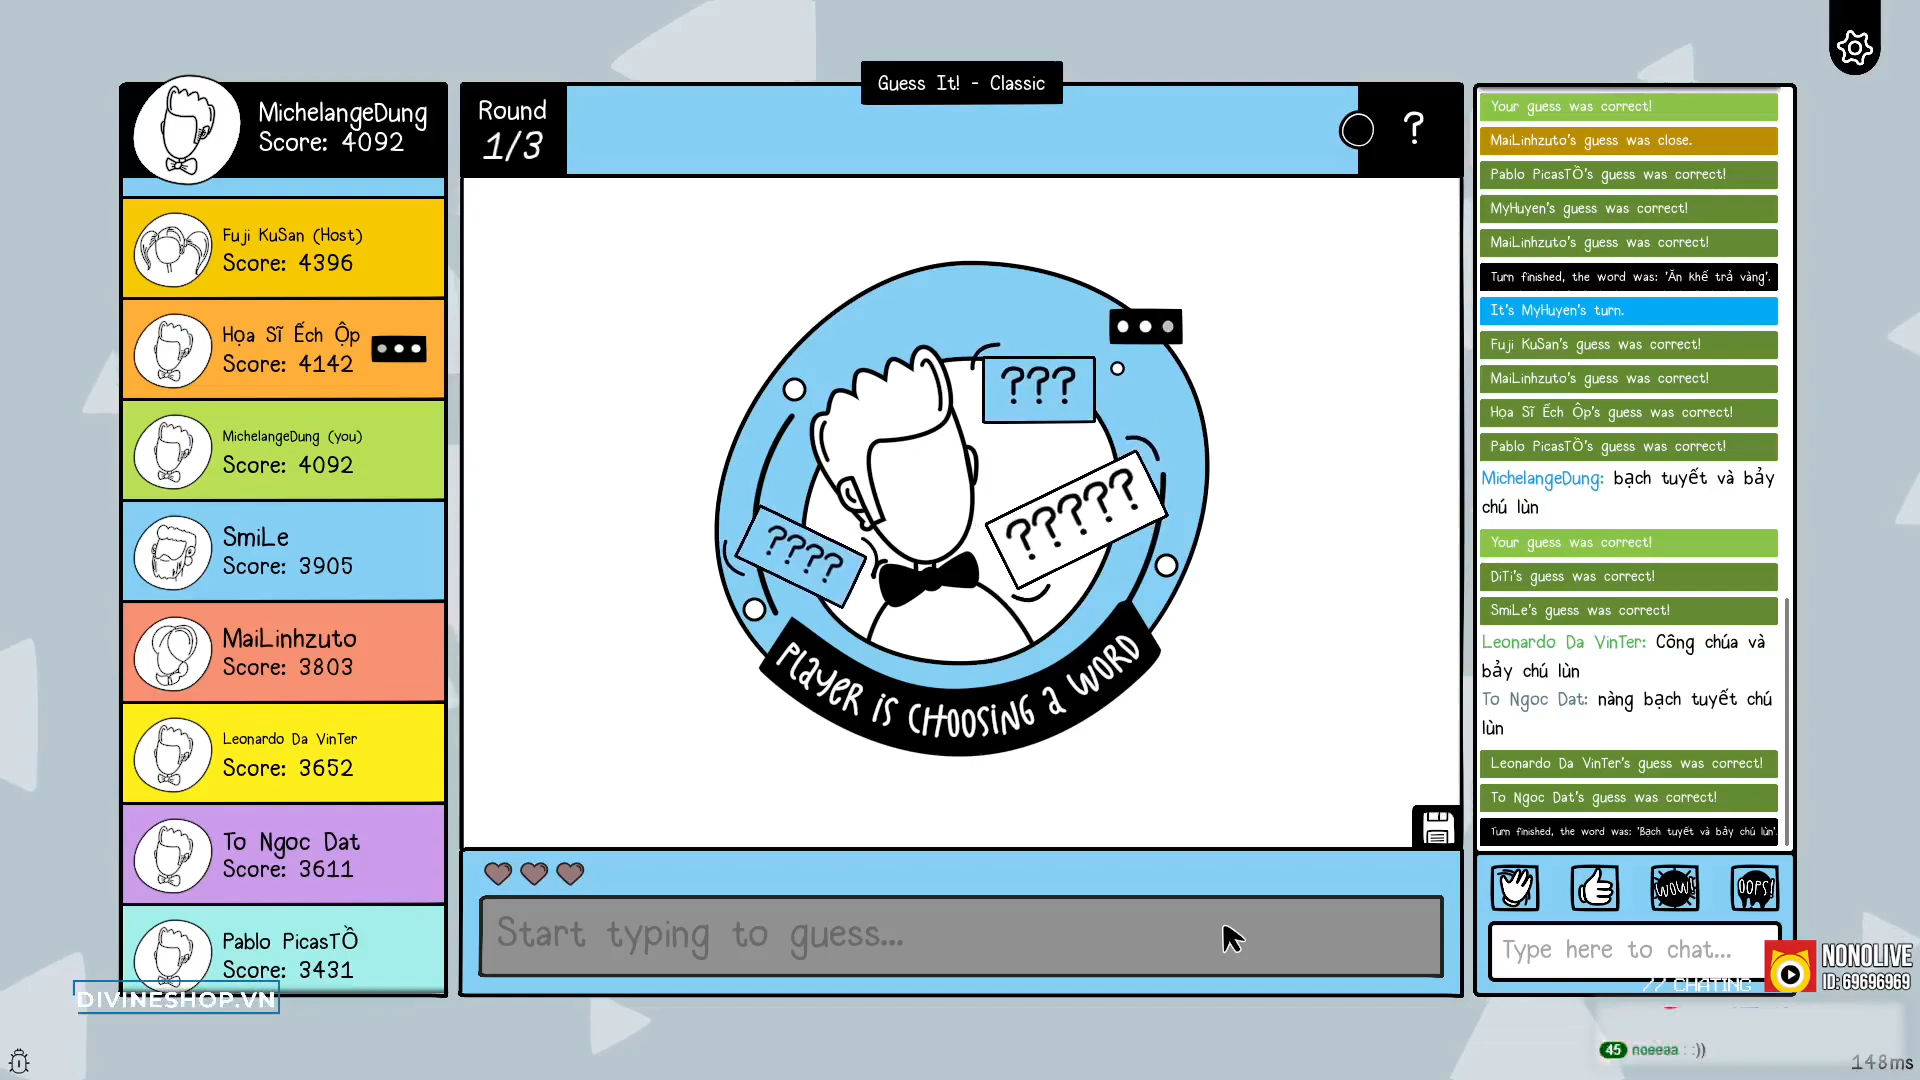 Guess It! - Classic
MichelangeDung
Score: 4092
Fuji KuSan (Host)
Score: 4396
Họa Sĩ Ếch Ộp
Score: 4142
MichelangeDung (you)
Score: 4092
SmiLe
Score: 3905
MaiLinhzuto
Score: 3803
Leonardo Da VinTer
Score: 3652
To Ngoc Dat
Score: 3611
Pablo PicasTỒ
Score: 3431
DIVINESHOP.VN
Round
1/3
?
???
????
?????
PLAYER IS CHOOSING A WORD
Start typing to guess...
Your guess was correct!
MaiLinhzuto's guess was close.
Pablo PicasTỒ's guess was correct!
MyHuyen's guess was correct!
MaiLinhzuto's guess was correct!
Turn finished, the word was: 'Ăn khế trả vàng'.
It's MyHuyen's turn.
Fuji KuSan's guess was correct!
MaiLinhzuto's guess was correct!
Họa Sĩ Ếch Ộp's guess was correct!
Pablo PicasTỒ's guess was correct!
MichelangeDung: bạch tuyết và bảy
chú lùn
Your guess was correct!
DiTi's guess was correct!
SmiLe's guess was correct!
Leonardo Da VinTer: Công chúa và
bảy chú lùn
To Ngoc Dat: nàng bạch tuyết chú
lùn
Leonardo Da VinTer's guess was correct!
To Ngoc Dat's guess was correct!
Turn finished, the word was: 'Bạch tuyết và bảy chú lùn'.
WOW!
OOPS!
Type here to chat...
// CHATING
NONOLIVE
ID: 69696969
45 noeeaa : :))
148ms